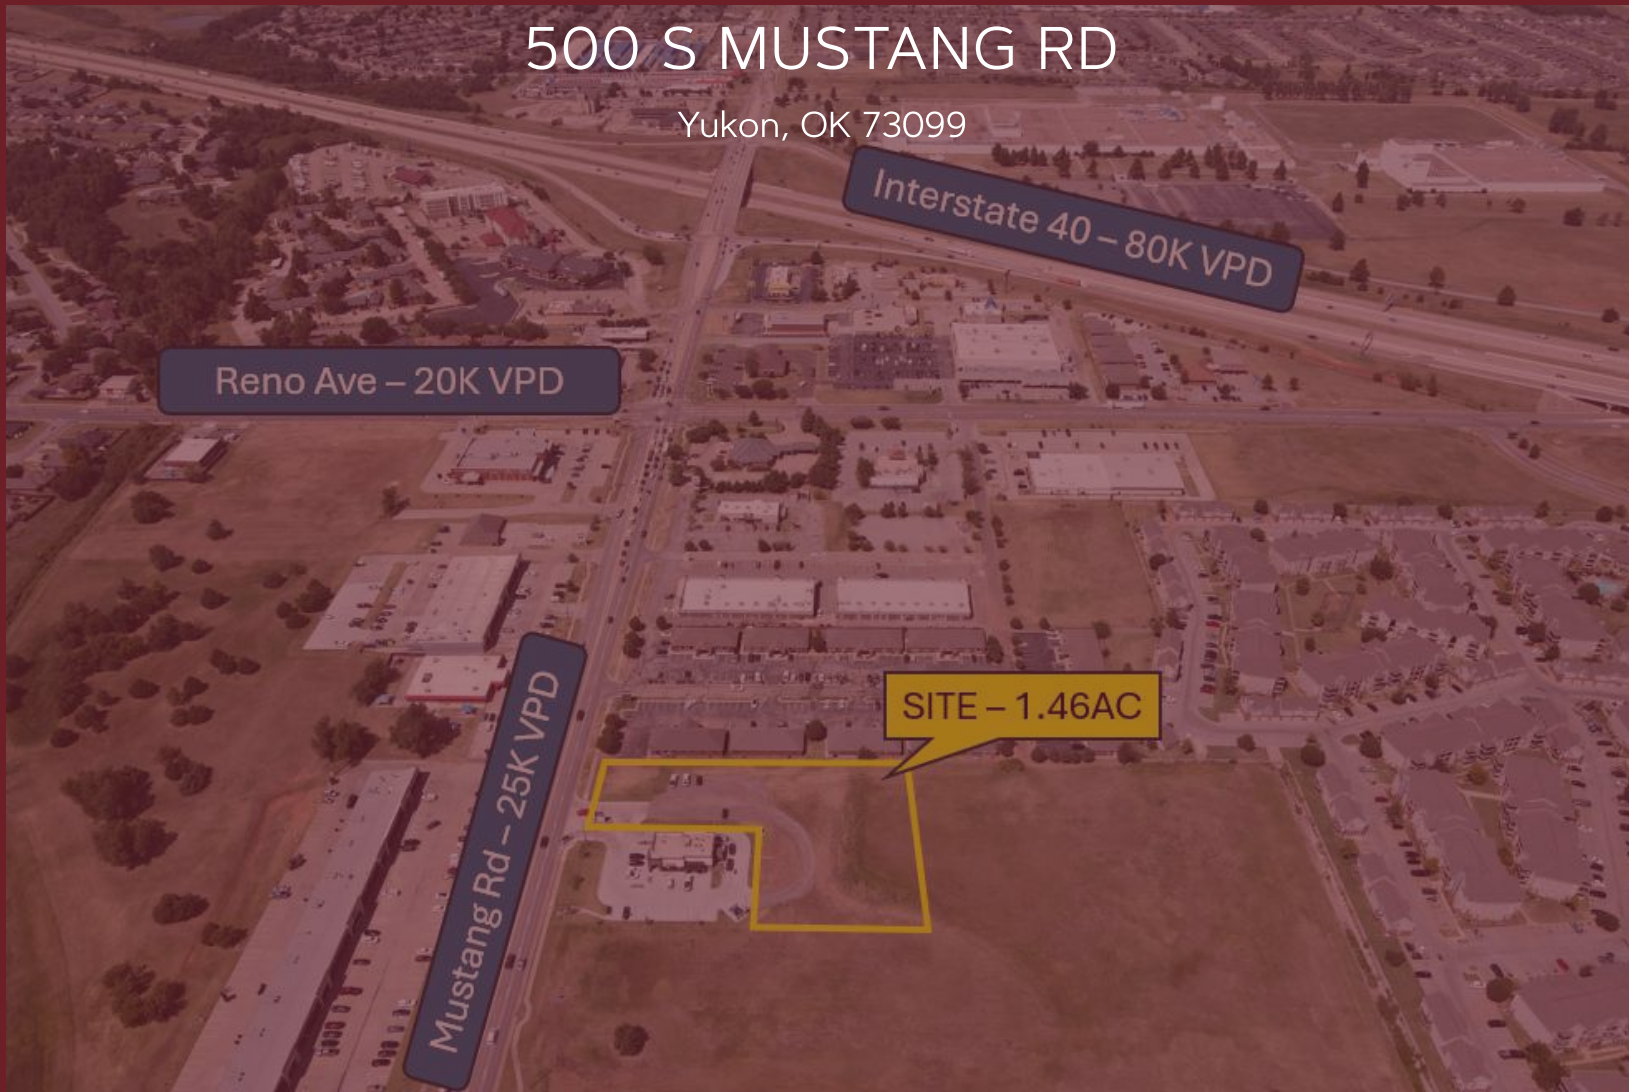 500 S MUSTANG RD
Yukon, OK 73099
Interstate 40 – 80K VPD
Reno Ave – 20K VPD
SITE – 1.46AC
Mustang Rd – 25K VPD